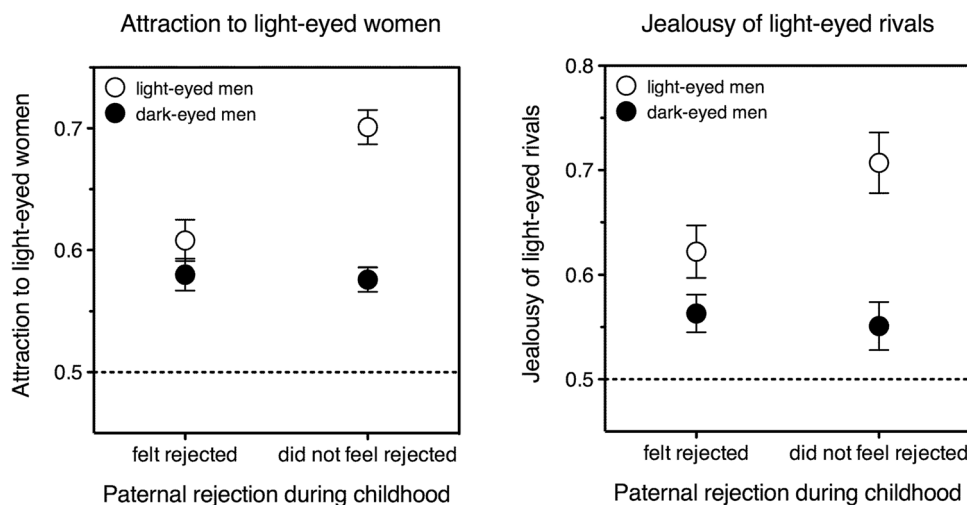 Attraction to light-eyed women
light-eyed men
dark-eyed men
Attraction to light-eyed women
0.7
0.6
0.5
felt rejected did not feel rejected
Paternal rejection during childhood
Jealousy of light-eyed rivals
light-eyed men
dark-eyed men
Jealousy of light-eyed rivals
0.8
0.7
0.6
0.5
felt rejected did not feel rejected
Paternal rejection during childhood